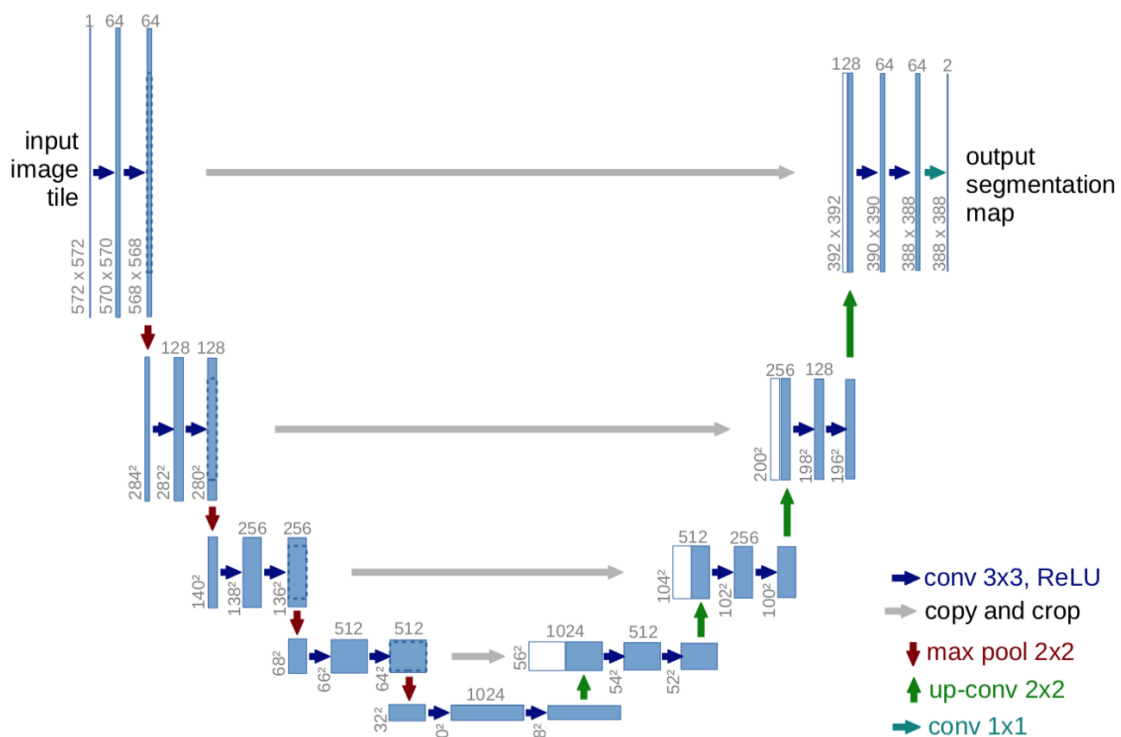 1
64
64
input
image
tile
572 x 572
570 x 570
568 x 568
128
64
64
2
output
segmentation
map
392 x 392
390 x 390
388 x 388
388 x 388
128
128
284²
282²
280²
256
128
200²
198²
196²
256
256
140²
138²
136²
512
256
104²
102²
100²
512
512
68²
66²
64²
1024
512
56²
54²
52²
1024
32²
0²
8²
conv 3x3, ReLU
copy and crop
max pool 2x2
up-conv 2x2
conv 1x1